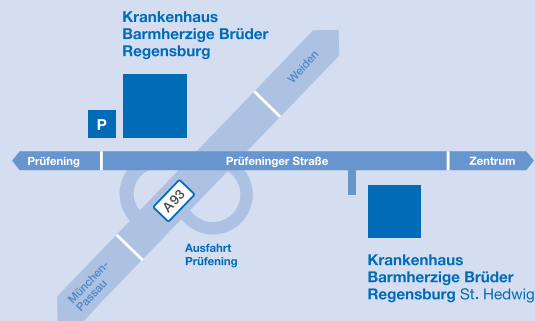 Krankenhaus
Barmherzige Brüder
Regensburg
Weiden
P
Prüfening
Prüfeninger Straße
Zentrum
A93
Ausfahrt
Prüfening
München-
Passau
Krankenhaus
Barmherzige Brüder
Regensburg St. Hedwig